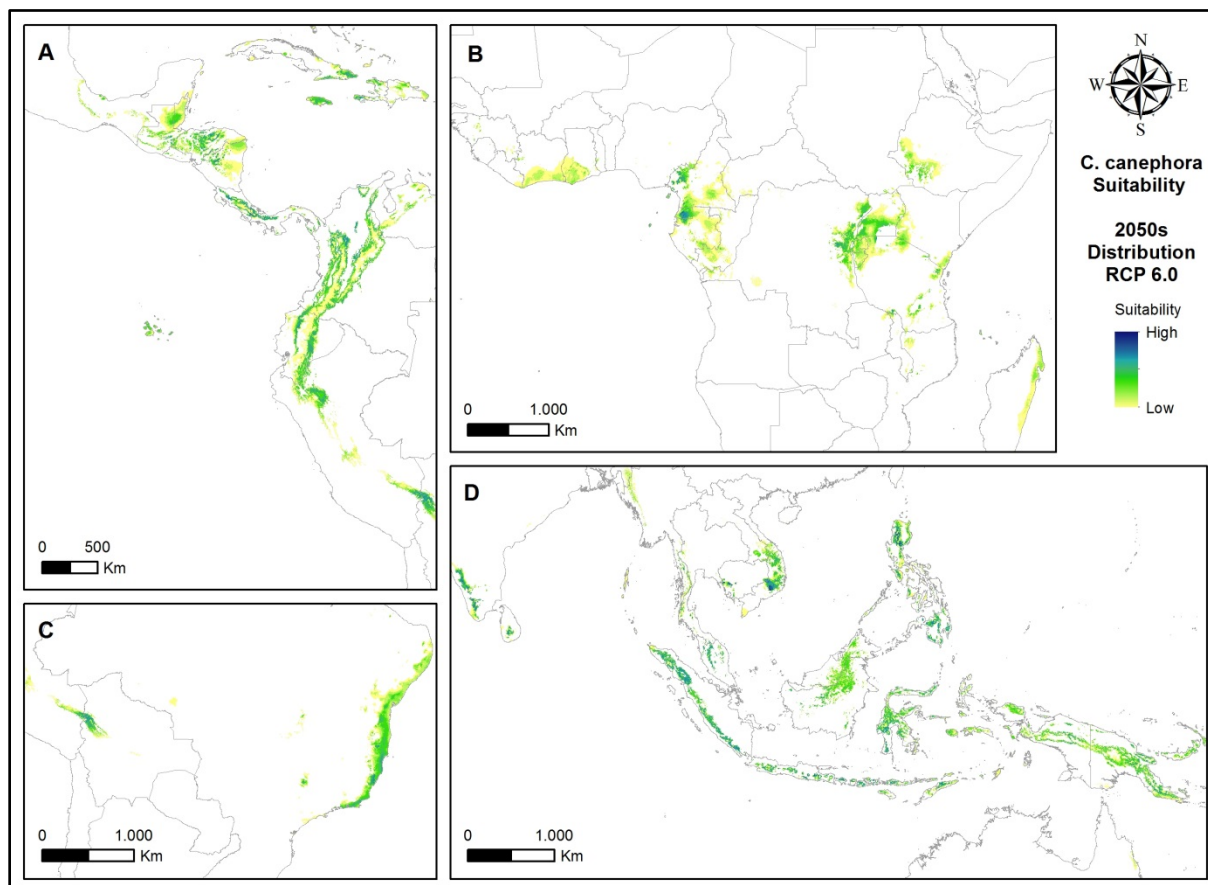 A
0 500
Km
B
0 1.000
Km
N
W E
S
C. canephora
Suitability
2050s
Distribution
RCP 6.0
Suitability
High
Low
C
0 1.000
Km
D
0 1.000
Km